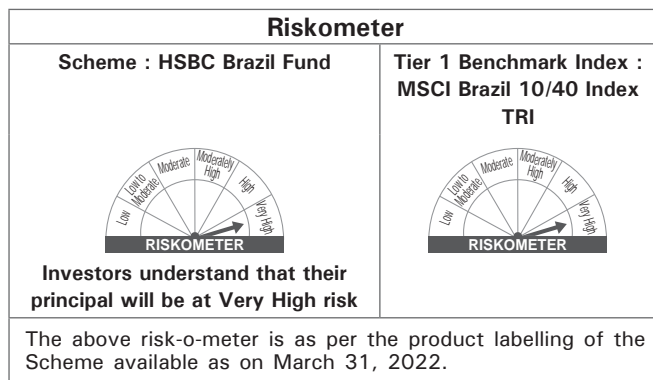 Riskometer
Scheme : HSBC Brazil Fund
Low
Low to
Moderate
Moderate
Moderately
High
High
Very High
RISKOMETER
Investors understand that their
principal will be at Very High risk
Tier 1 Benchmark Index :
MSCI Brazil 10/40 Index
TRI
Low
Low to
Moderate
Moderate
Moderately
High
High
Very High
RISKOMETER
The above risk-o-meter is as per the product labelling of the
Scheme available as on March 31, 2022.